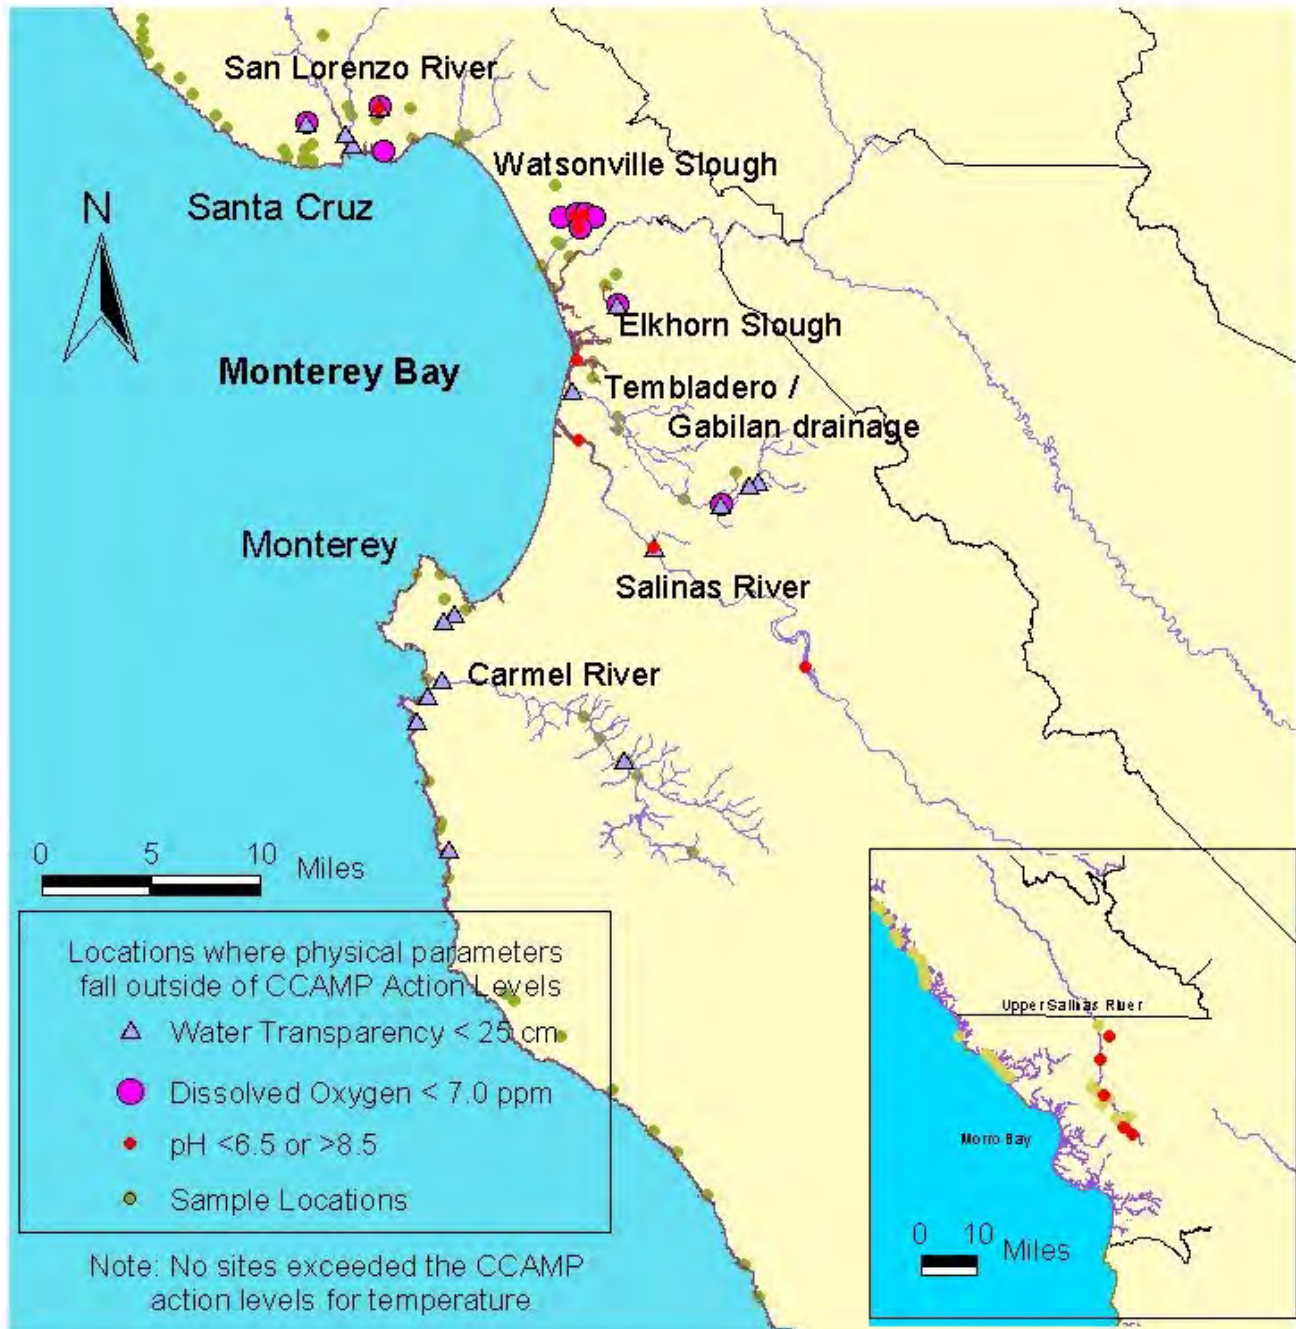 San Lorenzo River
Watsonville Slough
N
Santa Cruz
Elkhorn Slough
Monterey Bay
Tembladero /
Gabilan drainage
Monterey
Salinas River
Carmel River
0 5 10 Miles
Locations where physical parameters
fall outside of CCAMP Action Levels
Water Transparency < 25 cm
Dissolved Oxygen < 7.0 ppm
pH <6.5 or >8.5
Sample Locations
Note: No sites exceeded the CCAMP
action levels for temperature
Upper Salinas River
Morro Bay
0 10 Miles